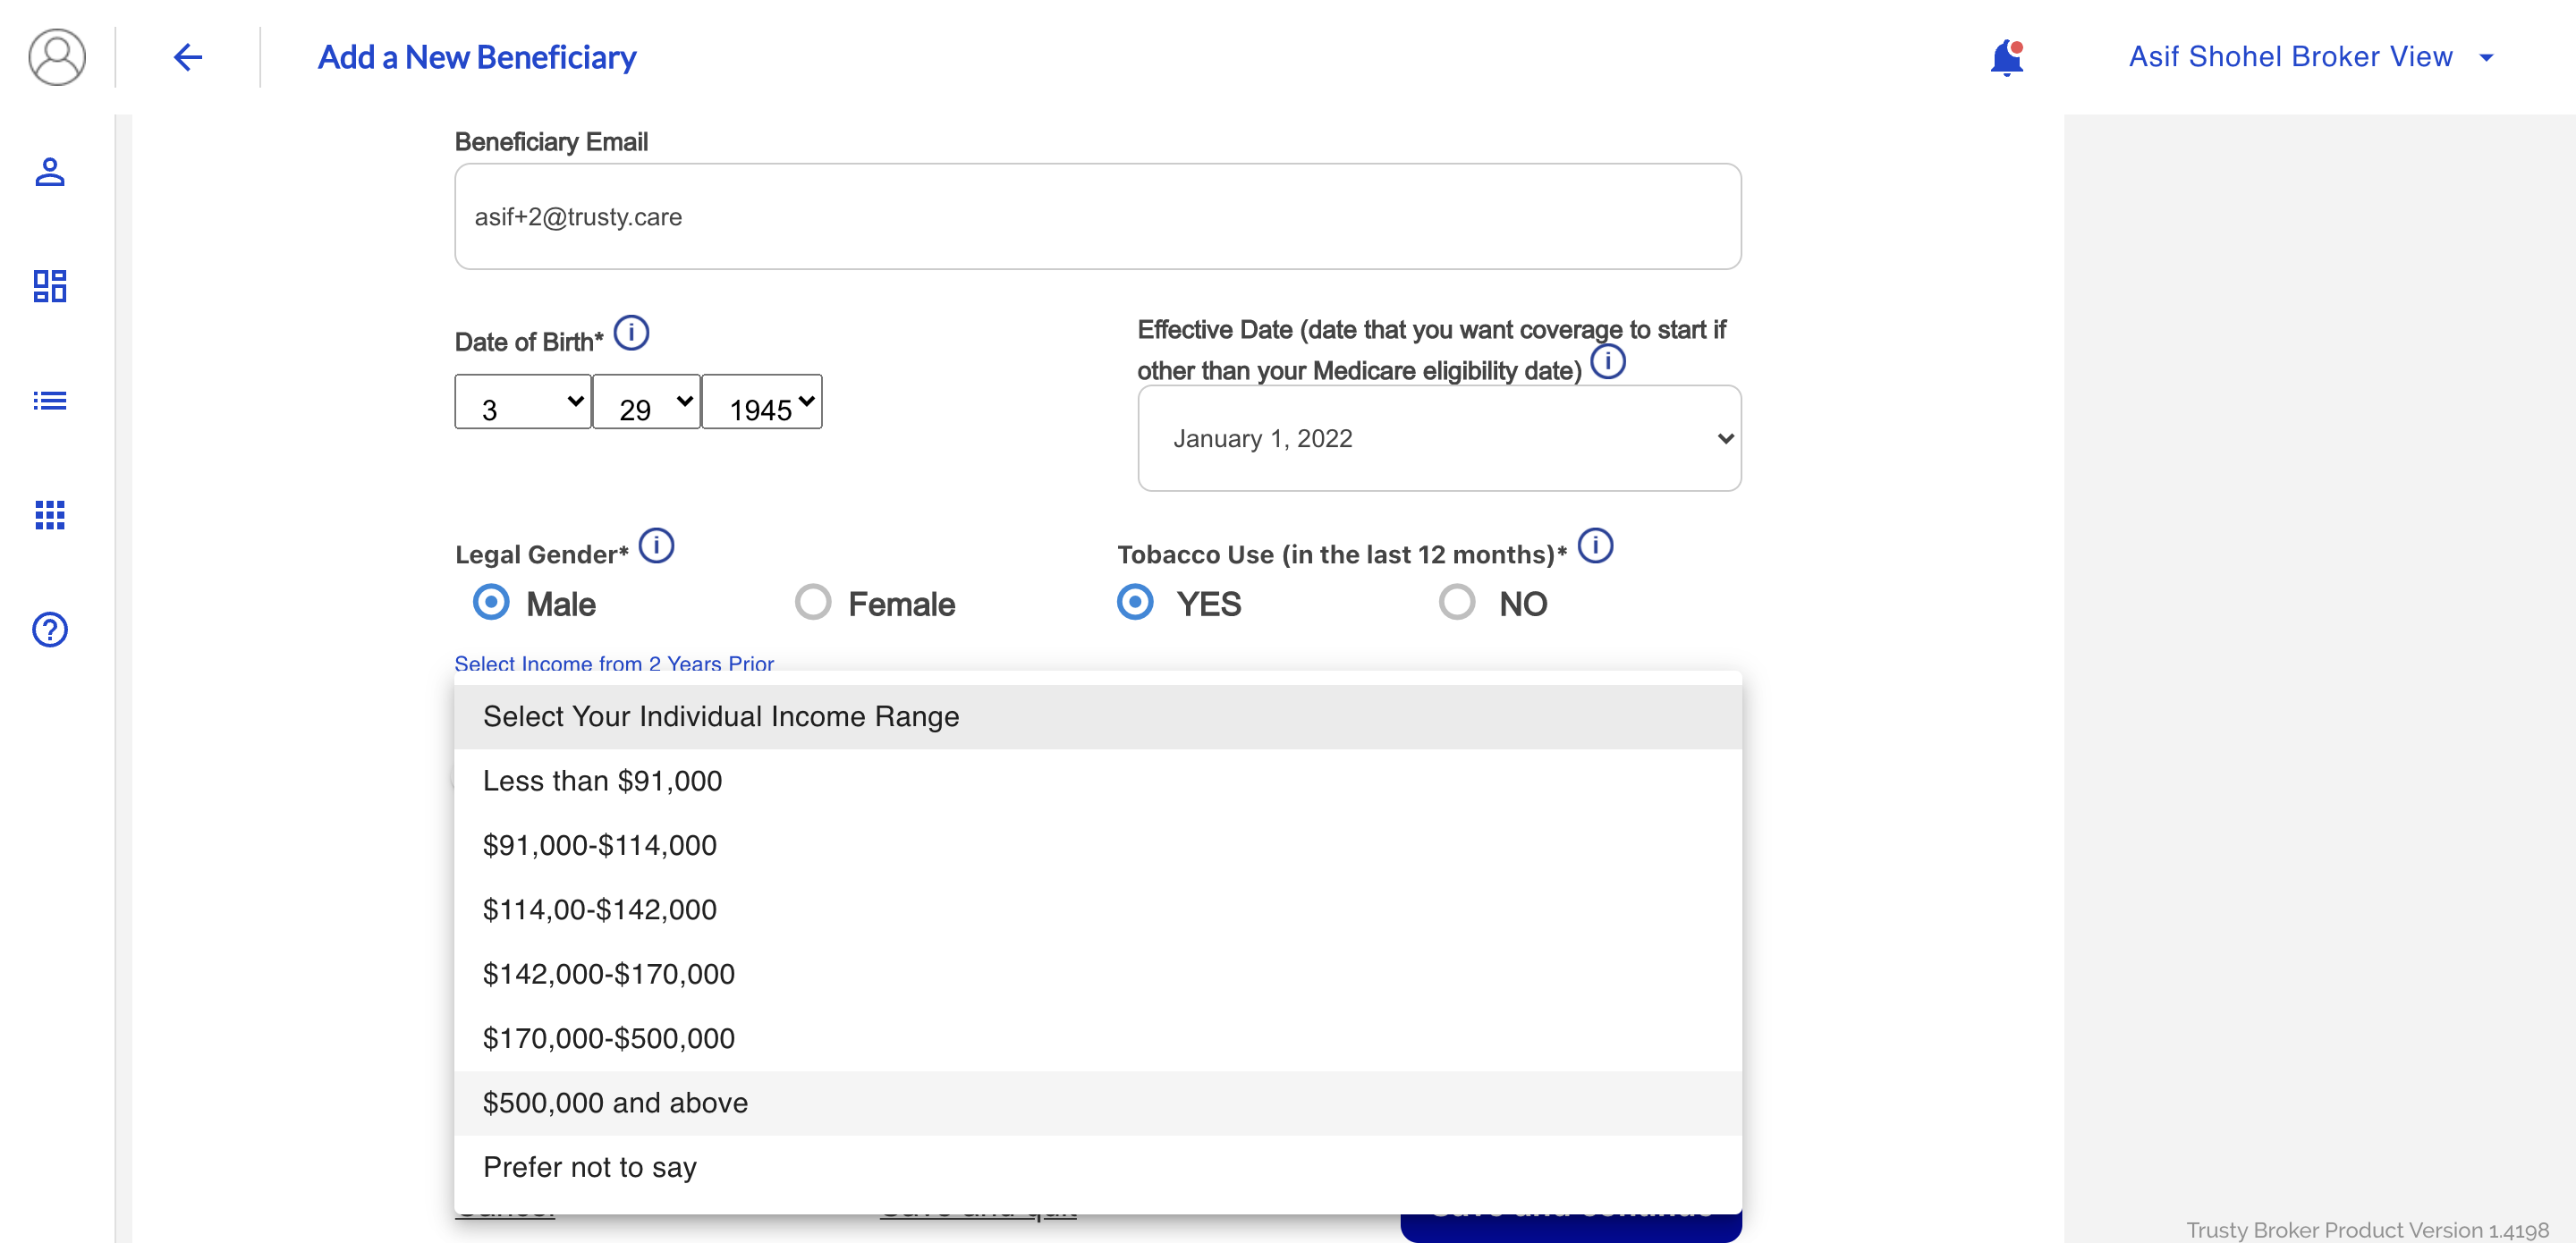 Add a New Beneficiary
Asif Shohel Broker View
Beneficiary Email
asif+2@trusty.care
Date of Birth*
3 29 1945
Effective Date (date that you want coverage to start if
other than your Medicare eligibility date)
January 1, 2022
Legal Gender*
Male Female
Tobacco Use (in the last 12 months)*
YES NO
Select Income from 2 Years Prior
Select Your Individual Income Range
Less than $91,000
$91,000-$114,000
$114,00-$142,000
$142,000-$170,000
$170,000-$500,000
$500,000 and above
Prefer not to say
Trusty Broker Product Version 1.4198